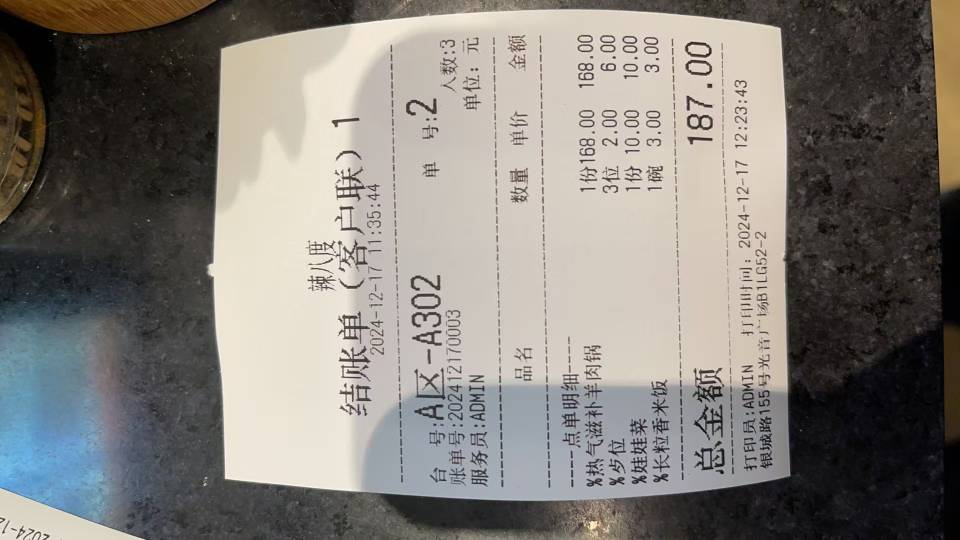 辣八度
结账单（客户联）1
2024-12-17 11:35:44
台 号:A区-A302 单 号:2
账单号:202412170003 人数:3
服务员:ADMIN 单位: 元
品名 数量 单价 金额
----点单明细----
%热气滋补羊肉锅 1份168.00 168.00
%歺位 3位 2.00 6.00
%娃娃菜 1份 10.00 10.00
%长粒香米饭 1碗 3.00 3.00
总金额 187.00
打印员:ADMIN 打印时间: 2024-12-17 12:23:43
银城路155号光音广场B1LG52-2